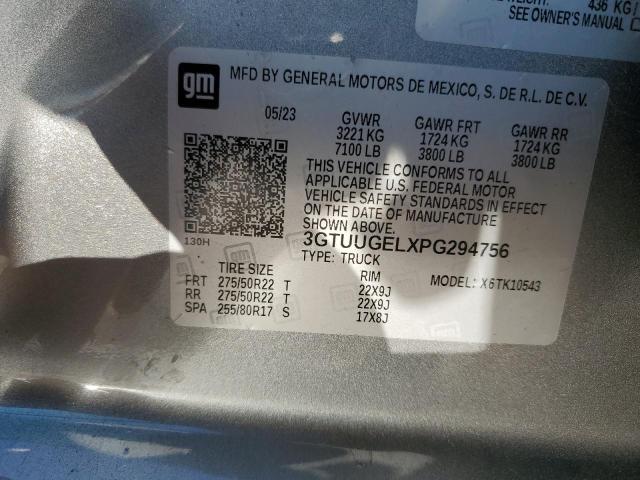 436 KG
SEE OWNER'S MANUAL
gm
MFD BY GENERAL MOTORS DE MEXICO, S. DE R.L. DE C.V.
05/23 GVWR GAWR FRT GAWR RR
3221 KG 1724 KG 1724 KG
7100 LB 3800 LB 3800 LB
THIS VEHICLE CONFORMS TO ALL
APPLICABLE U.S. FEDERAL MOTOR
VEHICLE SAFETY STANDARDS IN EFFECT
ON THE DATE OF MANUFACTURE
SHOWN ABOVE.
130H
3GTUUGELXPG294756
TYPE: TRUCK
TIRE SIZE RIM MODEL: X6TK10543
FRT 275/50R22 T 22X9J
RR 275/50R22 T 22X9J
SPA 255/80R17 S 17X8J